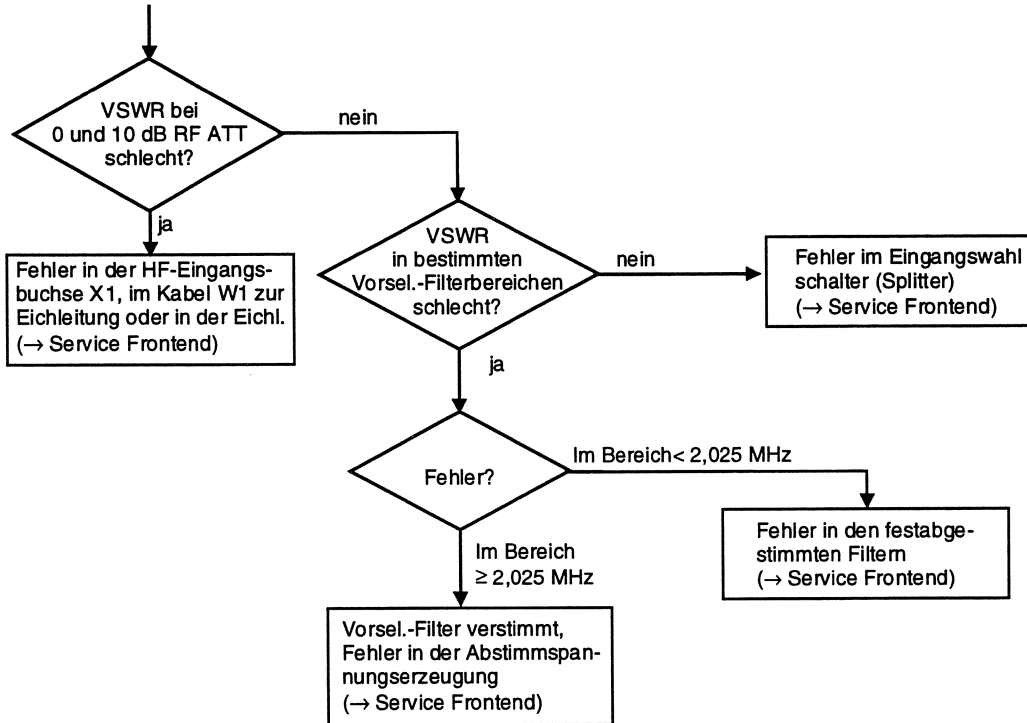 VSWR bei
0 und 10 dB RF ATT
schlecht?
nein
ja
Fehler in der HF-Eingangs-
buchse X1, im Kabel W1 zur
Eichleitung oder in der Eichl.
(→ Service Frontend)
VSWR
in bestimmten
Vorsel.-Filterbereichen
schlecht?
nein
Fehler im Eingangswahl
schalter (Splitter)
(→ Service Frontend)
ja
Fehler?
Im Bereich< 2,025 MHz
Fehler in den festabge-
stimmten Filtern
(→ Service Frontend)
Im Bereich
≥ 2,025 MHz
Vorsel.-Filter verstimmt,
Fehler in der Abstimmspan-
nungserzeugung
(→ Service Frontend)